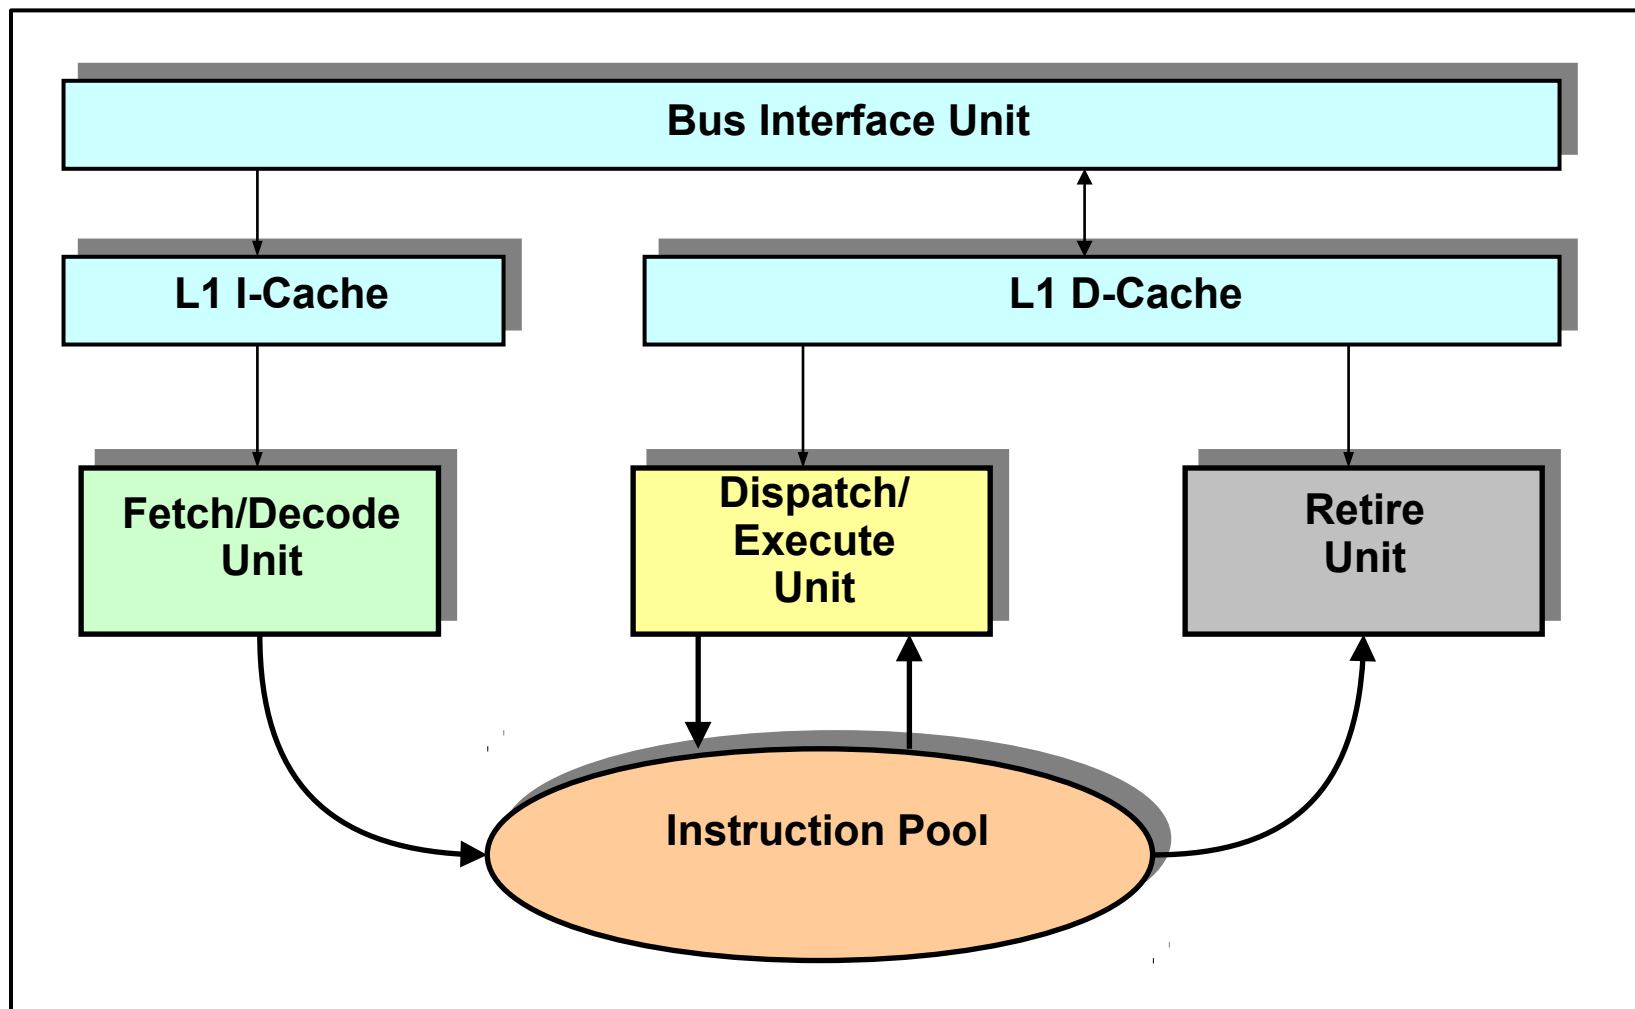 Bus Interface Unit
L1 I-Cache
L1 D-Cache
Fetch/Decode
Unit
Dispatch/
Execute
Unit
Retire
Unit
Instruction Pool